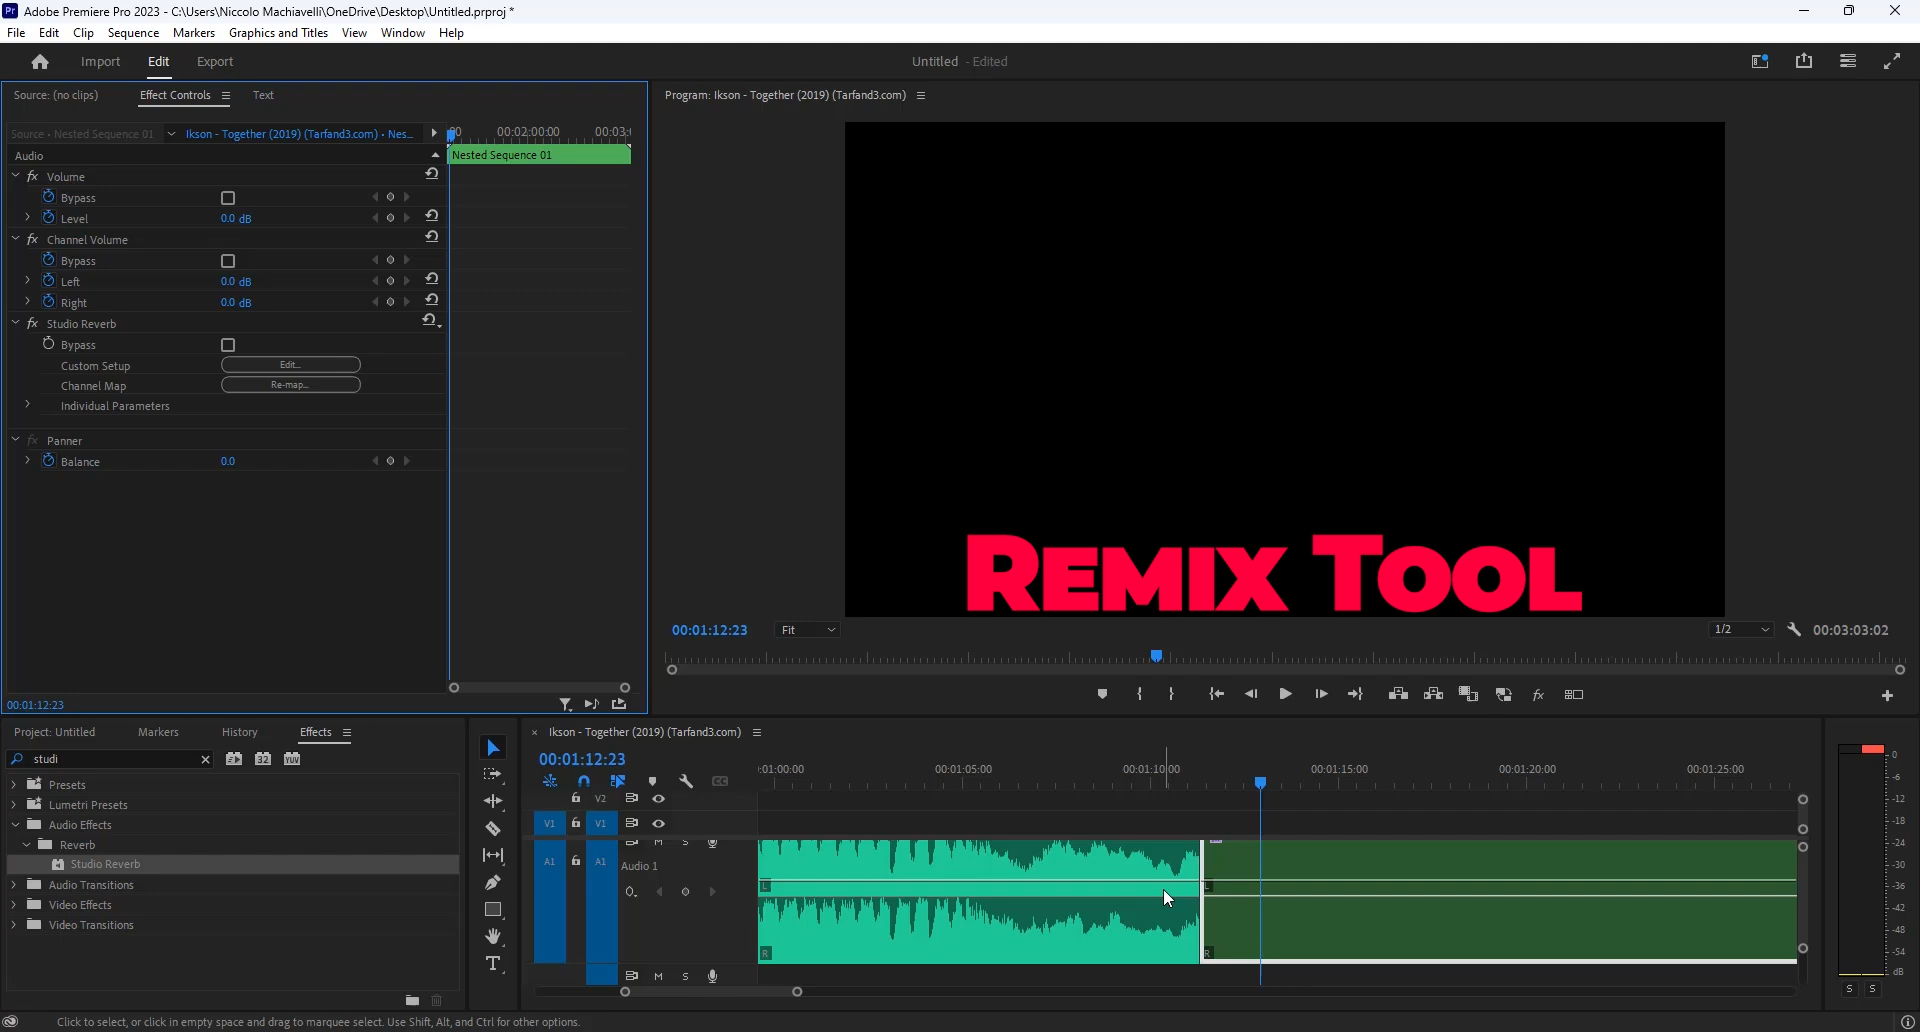 Adobe Premiere Pro 2023 - C:\Users\Niccolo Machiavelli\OneDrive\Desktop\Untitled.prproj *
File Edit Clip Sequence Markers Graphics and Titles View Window Help
Import Edit Export
Untitled - Edited
Source: (no clips) Effect Controls Text
Source • Nested Sequence 01 Ikson - Together (2019) (Tarfand3.com) • Nes...
00:02:00:00
Audio
Nested Sequence 01
fx Volume
Bypass
Level 0.0 dB
fx Channel Volume
Bypass
Left 0.0 dB
Right 0.0 dB
fx Studio Reverb
Bypass
Custom Setup Edit...
Channel Map Re-map...
Individual Parameters
fx Panner
Balance 0.0
00:01:12:23
Program: Ikson - Together (2019) (Tarfand3.com)
REMIX TOOL
00:01:12:23 Fit 1/2 00:03:03:02
Project: Untitled Markers History Effects
studi 32 YUV
Presets
Lumetri Presets
Audio Effects
Reverb
Studio Reverb
Audio Transitions
Video Effects
Video Transitions
Ikson - Together (2019) (Tarfand3.com)
00:01:12:23
:01:00:00 00:01:05:00 00:01:10:00 00:01:15:00 00:01:20:00 00:01:25:00
CC
V2
V1 V1
M S
A1 A1 Audio 1
L L
R R
M S
0
-6
-12
-18
-24
-30
-36
-42
-48
-54
dB
S S
Click to select, or click in empty space and drag to marquee select. Use Shift, Alt, and Ctrl for other options.